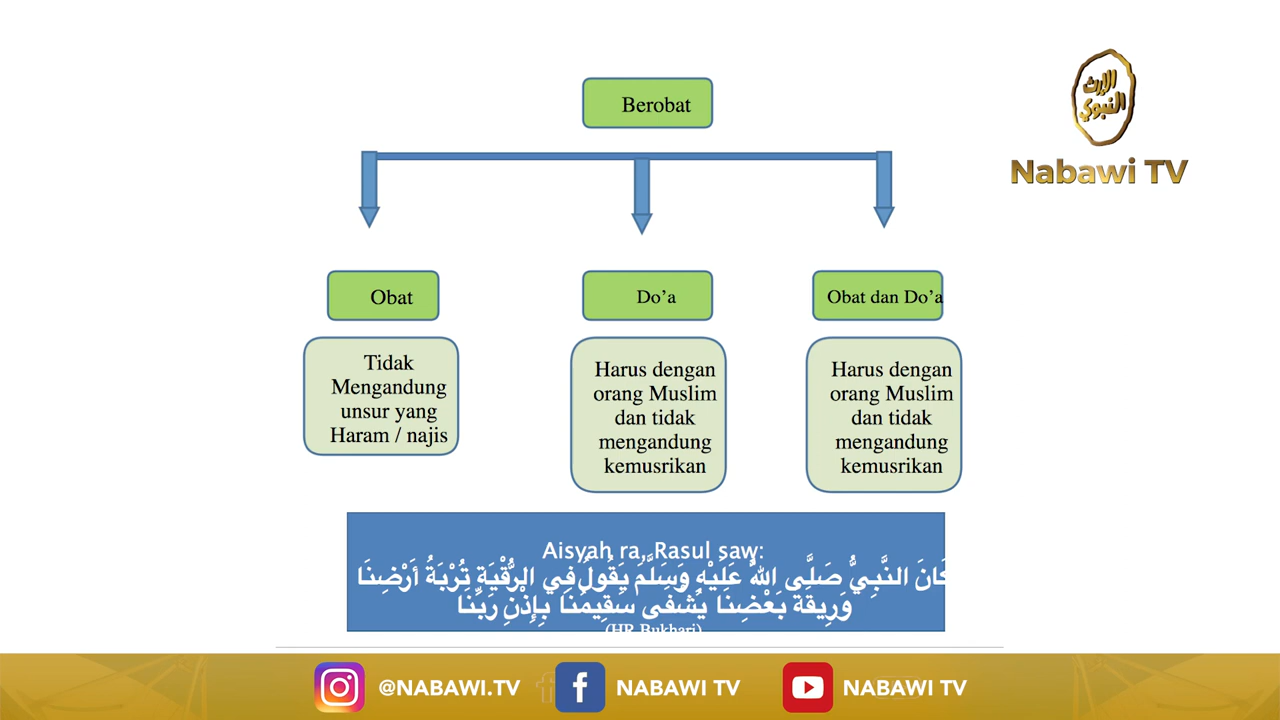 الإرث
النبوي
Nabawi TV
Berobat
Obat
Do’a
Obat dan Do’a
Tidak
Mengandung
unsur yang
Haram / najis
Harus dengan
orang Muslim
dan tidak
mengandung
kemusrikan
Harus dengan
orang Muslim
dan tidak
mengandung
kemusrikan
Aisyah ra, Rasul saw:
كَانَ النَّبِيُّ صَلَّى اللهُ عَلَيْهِ وَسَلَّمَ يَقُولُ فِي الرُّقْيَةِ تُرْبَةُ أَرْضِنَا
وَرِيقَةُ بَعْضِنَا يُشْفَى سَقِيمُنَا بِإِذْنِ رَبِّنَا
(HR Bukhari)
@NABAWI.TV
NABAWI TV
NABAWI TV